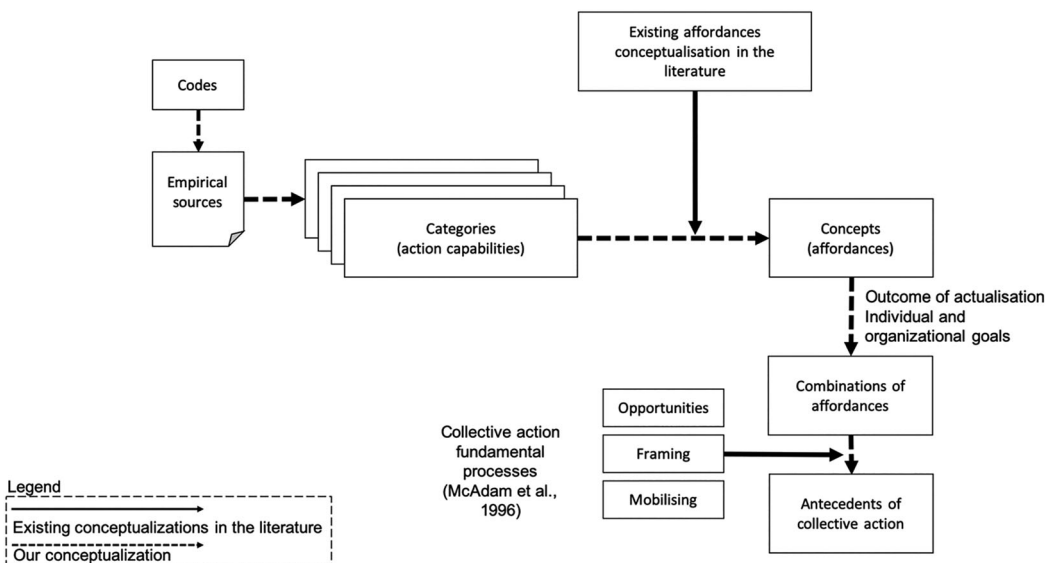 Existing affordances
conceptualisation in the
literature
Codes
Empirical
sources
Categories
(action capabilities)
Concepts
(affordances)
Outcome of actualisation
Individual and
organizational goals
Combinations of
affordances
Opportunities
Framing
Mobilising
Collective action
fundamental
processes
(McAdam et al.,
1996)
Antecedents of
collective action
Legend
Existing conceptualizations in the literature
Our conceptualization